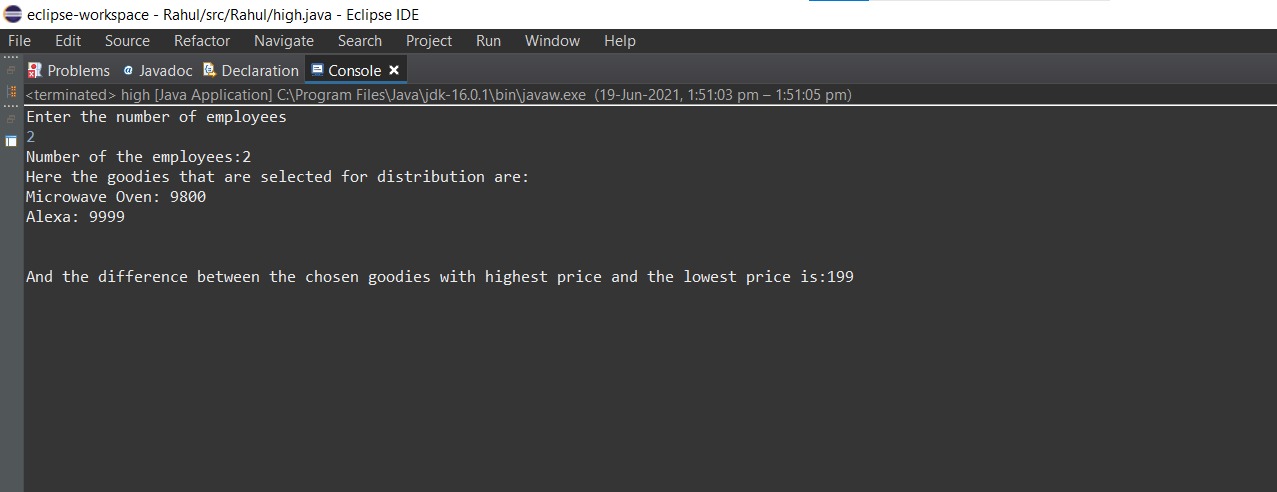 eclipse-workspace - Rahul/src/Rahul/high.java - Eclipse IDE
File Edit Source Refactor Navigate Search Project Run Window Help
Problems @ Javadoc Declaration Console
<terminated> high [Java Application] C:\Program Files\Java\jdk-16.0.1\bin\javaw.exe (19-Jun-2021, 1:51:03 pm – 1:51:05 pm)
Enter the number of employees
2
Number of the employees:2
Here the goodies that are selected for distribution are:
Microwave Oven: 9800
Alexa: 9999
And the difference between the chosen goodies with highest price and the lowest price is:199